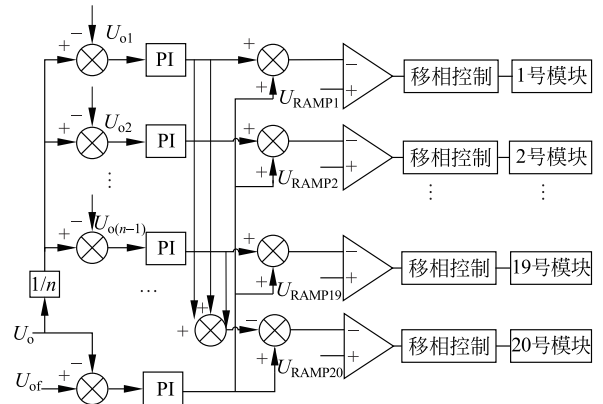 − U_o1
+ PI + − 移相控制 1号模块
+ U_RAMP1 +
− U_o2
+ PI + − 移相控制 2号模块
+ U_RAMP2 +
⋮ ⋮ ⋮
− U_o(n−1)
+ PI + − 移相控制 19号模块
+ U_RAMP19 +
1/n … +
U_o + − − 移相控制 20号模块
− + U_RAMP20 +
U_of + PI